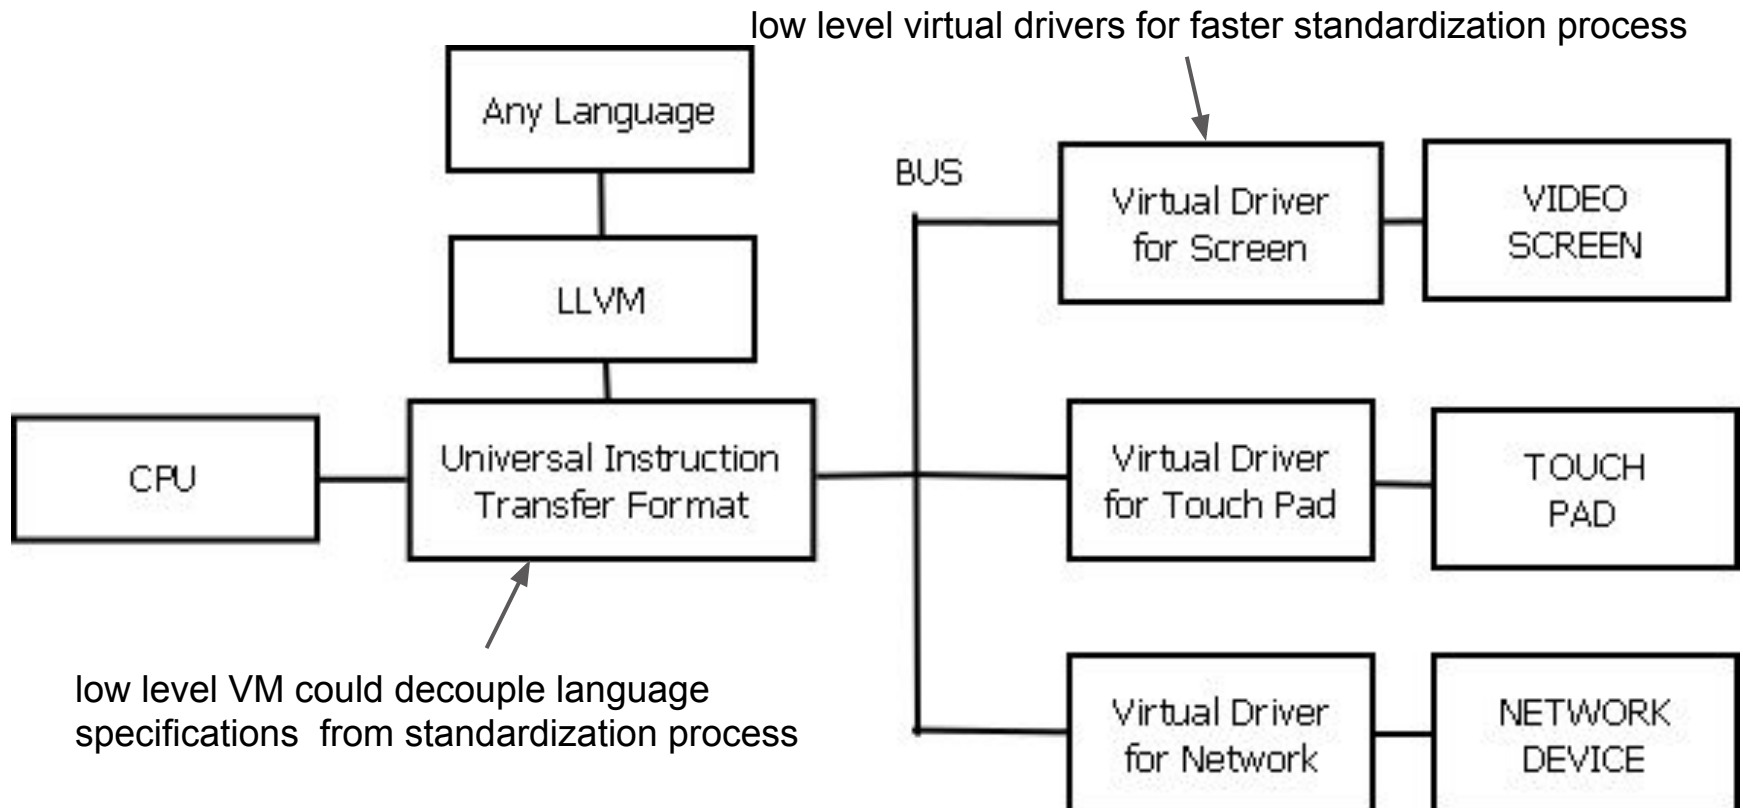 low level virtual drivers for faster standardization process
Any Language
BUS
Virtual Driver
for Screen
VIDEO
SCREEN
LLVM
CPU
Universal Instruction
Transfer Format
Virtual Driver
for Touch Pad
TOUCH
PAD
low level VM could decouple language
specifications from standardization process
Virtual Driver
for Network
NETWORK
DEVICE